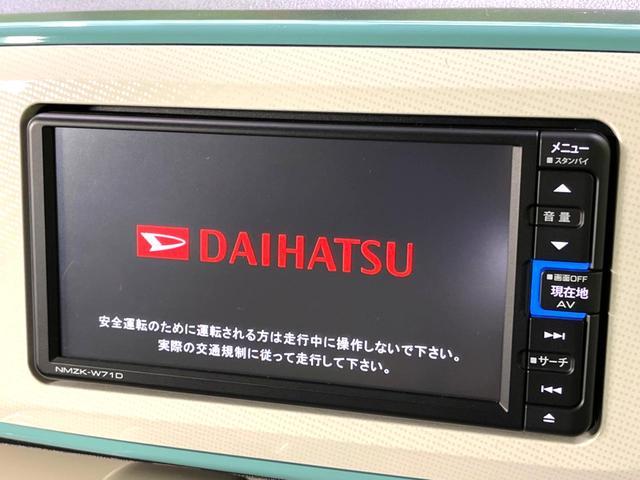 DAIHATSU
安全運転のために運転される方は走行中に操作しないで下さい。
実際の交通規制に従って走行して下さい。
NMZK-W71D
メニュー
■スタンバイ
音量
■画面OFF
現在地
AV
■サーチ